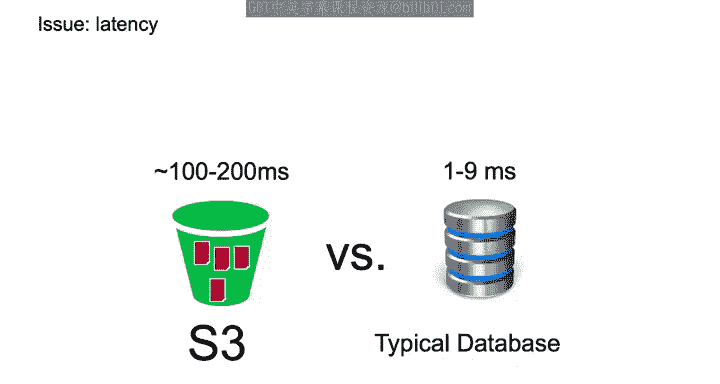 Issue: latency
~100-200ms
1-9 ms
vs.
S3
Typical Database